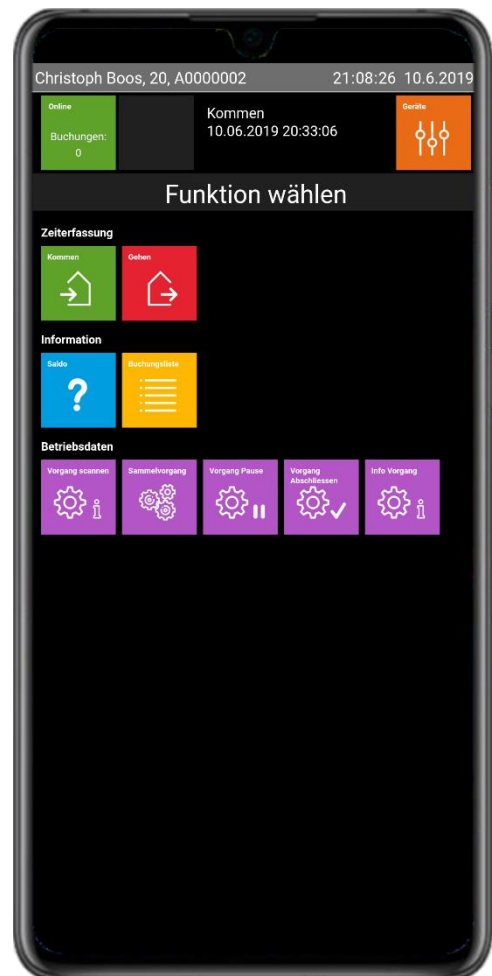 Christoph Boos, 20, A0000002 21:08:26 10.6.2019
Online
Buchungen:
0
Kommen
10.06.2019 20:33:06
Geräte
Funktion wählen
Zeiterfassung
Kommen Gehen
Information
Saldo Buchungsliste
?
Betriebsdaten
Vorgang scannen Sammelvorgang Vorgang Pause Vorgang Abschliessen Info Vorgang